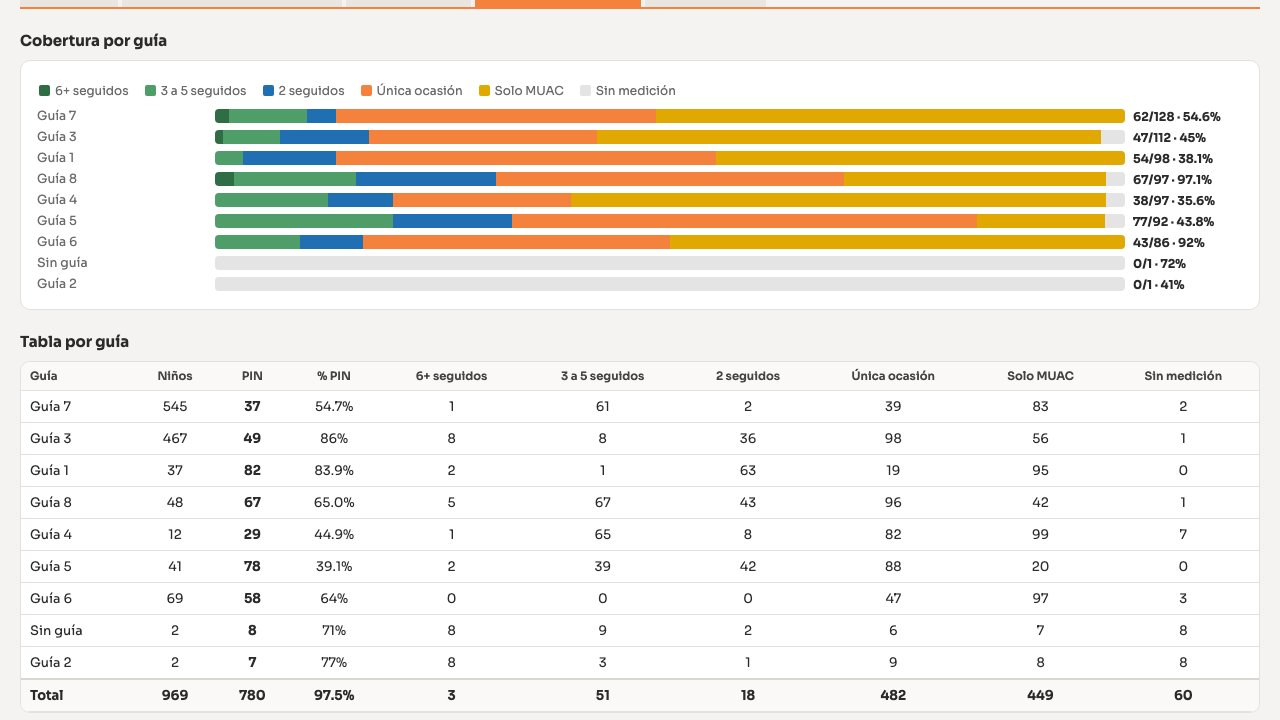 Cobertura por guía
6+ seguidos 3 a 5 seguidos 2 seguidos Única ocasión Solo MUAC Sin medición
Guía 7 62/128 · 54.6%
Guía 3 47/112 · 45%
Guía 1 54/98 · 38.1%
Guía 8 67/97 · 97.1%
Guía 4 38/97 · 35.6%
Guía 5 77/92 · 43.8%
Guía 6 43/86 · 92%
Sin guía 0/1 · 72%
Guía 2 0/1 · 41%
Tabla por guía
Guía Niños PIN % PIN 6+ seguidos 3 a 5 seguidos 2 seguidos Única ocasión Solo MUAC Sin medición
Guía 7 545 37 54.7% 1 61 2 39 83 2
Guía 3 467 49 86% 8 8 36 98 56 1
Guía 1 37 82 83.9% 2 1 63 19 95 0
Guía 8 48 67 65.0% 5 67 43 96 42 1
Guía 4 12 29 44.9% 1 65 8 82 99 7
Guía 5 41 78 39.1% 2 39 42 88 20 0
Guía 6 69 58 64% 0 0 0 47 97 3
Sin guía 2 8 71% 8 9 2 6 7 8
Guía 2 2 7 77% 8 3 1 9 8 8
Total 969 780 97.5% 3 51 18 482 449 60